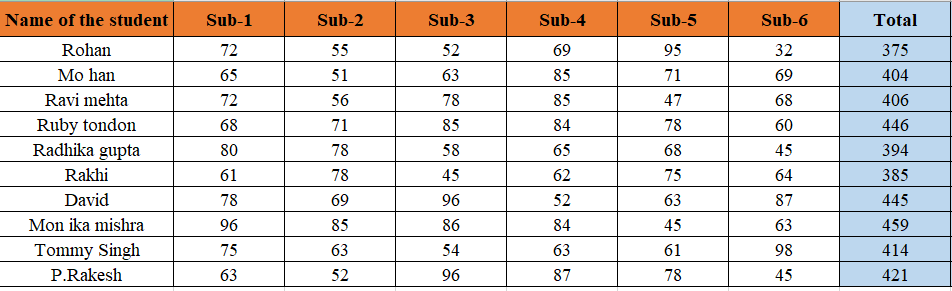 Name of the student Sub-1 Sub-2 Sub-3 Sub-4 Sub-5 Sub-6 Total
Rohan 72 55 52 69 95 32 375
Mo han 65 51 63 85 71 69 404
Ravi mehta 72 56 78 85 47 68 406
Ruby tondon 68 71 85 84 78 60 446
Radhika gupta 80 78 58 65 68 45 394
Rakhi 61 78 45 62 75 64 385
David 78 69 96 52 63 87 445
Mon ika mishra 96 85 86 84 45 63 459
Tommy Singh 75 63 54 63 61 98 414
P.Rakesh 63 52 96 87 78 45 421